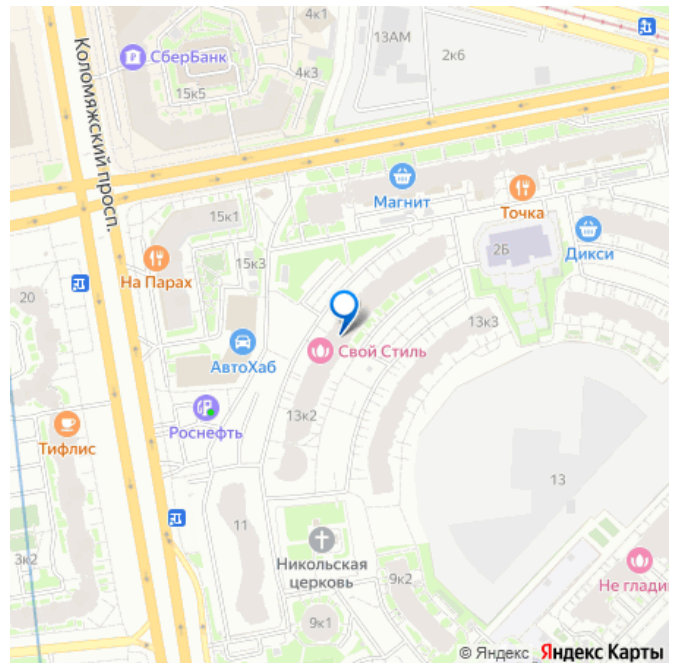 4к1
13АМ
2к6
СберБанк
4к3
15к5
Коломяжский просп.
Магнит
Точка
15к1
2Б
Дикси
15к3
На Парах
20
13к3
Свой Стиль
АвтоХаб
13к2
Роснефть
Тифлис
13
11
Никольская
церковь
3к2
9к2
Не глади
9к1
© Яндекс Яндекс Карты